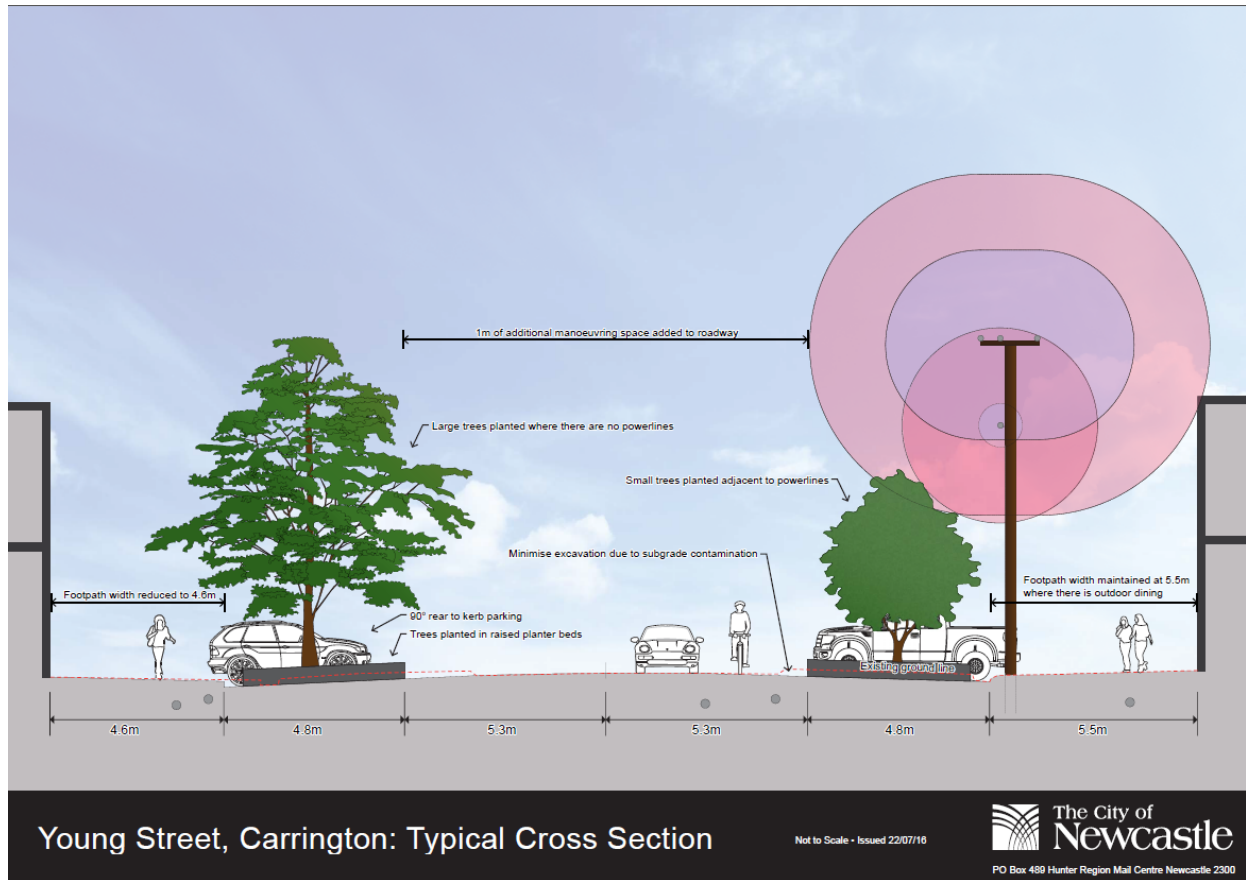 1m of additional manoeuvring space added to roadway
Large trees planted where there are no powerlines
Small trees planted adjacent to powerlines
Minimise excavation due to subgrade contamination
Footpath width maintained at 5.5m
where there is outdoor dining
Footpath width reduced to 4.6m
90° rear to kerb parking
Trees planted in raised planter beds
Existing ground line
4.6m
4.8m
5.3m
5.3m
4.8m
5.5m
Young Street, Carrington: Typical Cross Section
Not to Scale • Issued 22/07/16
The City of
Newcastle
PO Box 489 Hunter Region Mail Centre Newcastle 2300